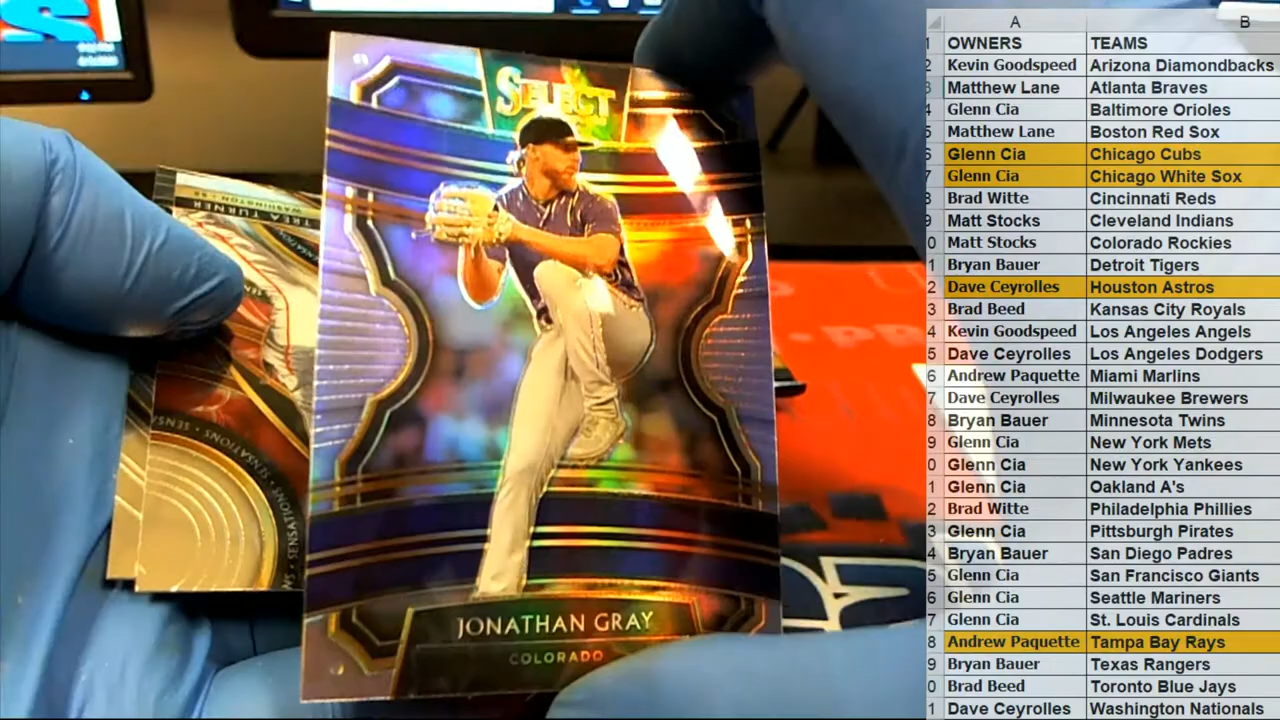 SELECT
JONATHAN GRAY
COLORADO
TREA TURNER
WASHINGTON
SENSATIONS • SENSATIONS
A B
OWNERS TEAMS
Kevin Goodspeed Arizona Diamondbacks
Matthew Lane Atlanta Braves
Glenn Cia Baltimore Orioles
Matthew Lane Boston Red Sox
Glenn Cia Chicago Cubs
Glenn Cia Chicago White Sox
Brad Witte Cincinnati Reds
Matt Stocks Cleveland Indians
Matt Stocks Colorado Rockies
Bryan Bauer Detroit Tigers
Dave Ceyrolles Houston Astros
Brad Beed Kansas City Royals
Kevin Goodspeed Los Angeles Angels
Dave Ceyrolles Los Angeles Dodgers
Andrew Paquette Miami Marlins
Dave Ceyrolles Milwaukee Brewers
Bryan Bauer Minnesota Twins
Glenn Cia New York Mets
Glenn Cia New York Yankees
Glenn Cia Oakland A's
Brad Witte Philadelphia Phillies
Glenn Cia Pittsburgh Pirates
Bryan Bauer San Diego Padres
Glenn Cia San Francisco Giants
Glenn Cia Seattle Mariners
Glenn Cia St. Louis Cardinals
Andrew Paquette Tampa Bay Rays
Bryan Bauer Texas Rangers
Brad Beed Toronto Blue Jays
Dave Ceyrolles Washington Nationals